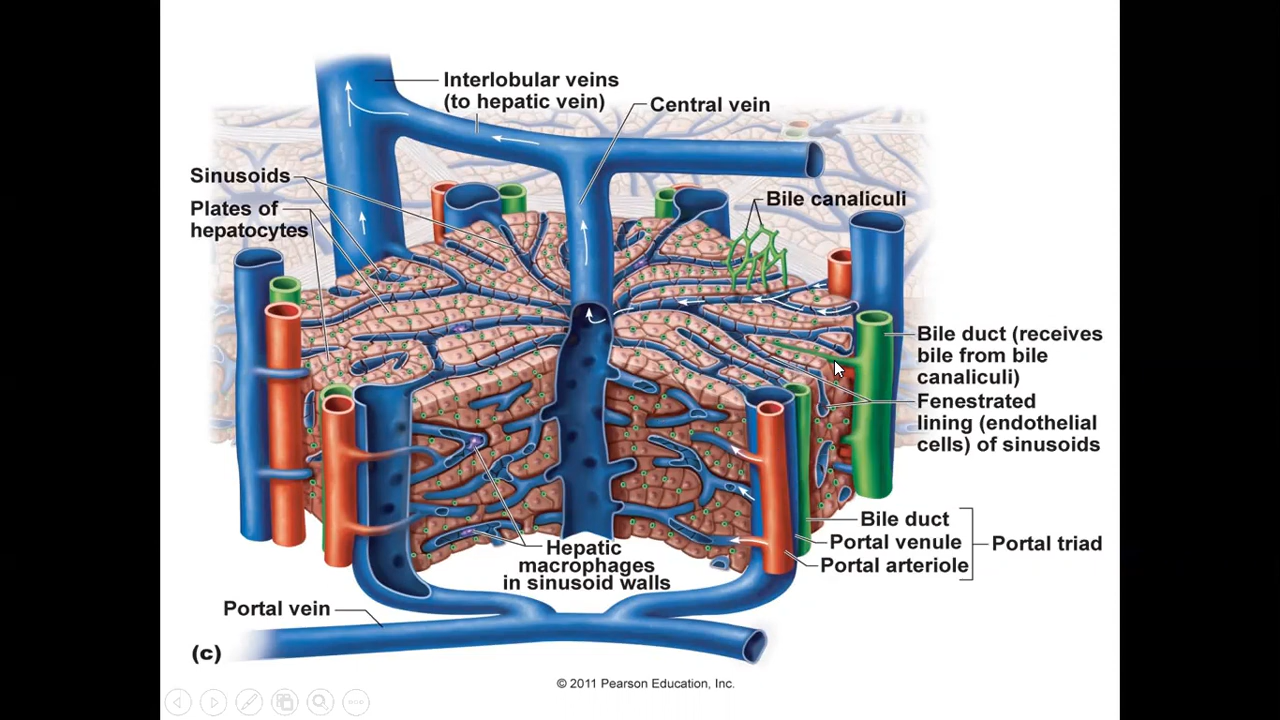 Interlobular veins
(to hepatic vein)
Central vein
Sinusoids
Plates of
hepatocytes
Bile canaliculi
Bile duct (receives
bile from bile
canaliculi)
Fenestrated
lining (endothelial
cells) of sinusoids
Bile duct
Portal venule
Portal arteriole
Portal triad
Hepatic
macrophages
in sinusoid walls
Portal vein
(c)
© 2011 Pearson Education, Inc.